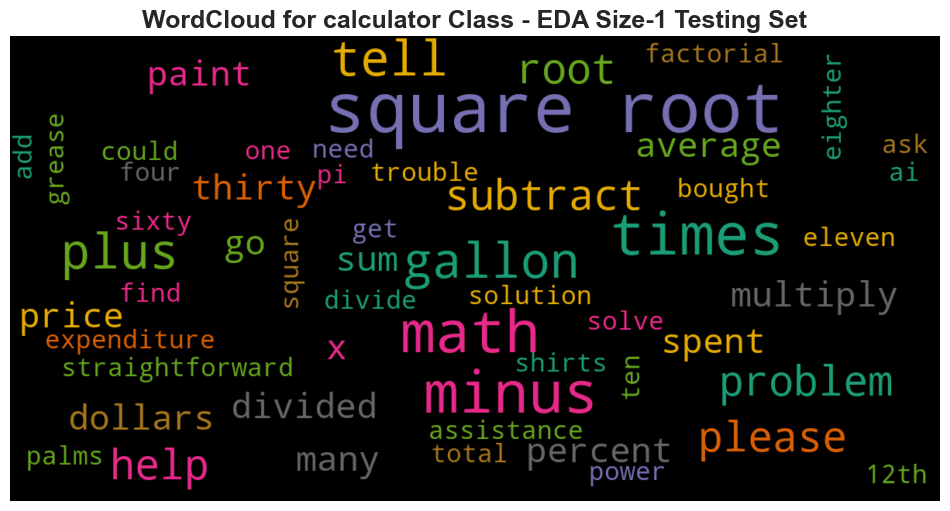 WordCloud for calculator Class - EDA Size-1 Testing Set
tell
root
factorial
paint
square root
eighter
grease
add
could
one
need
average
ask
four
thirty
pi
trouble
subtract
bought
ai
sixty
plus
go
square
get
sum
gallon
times
eleven
find
divide
solution
multiply
price
expenditure
x
math
solve
spent
straightforward
shirts
ten
problem
minus
dollars
divided
assistance
please
palms
help
many
total
percent
power
12th